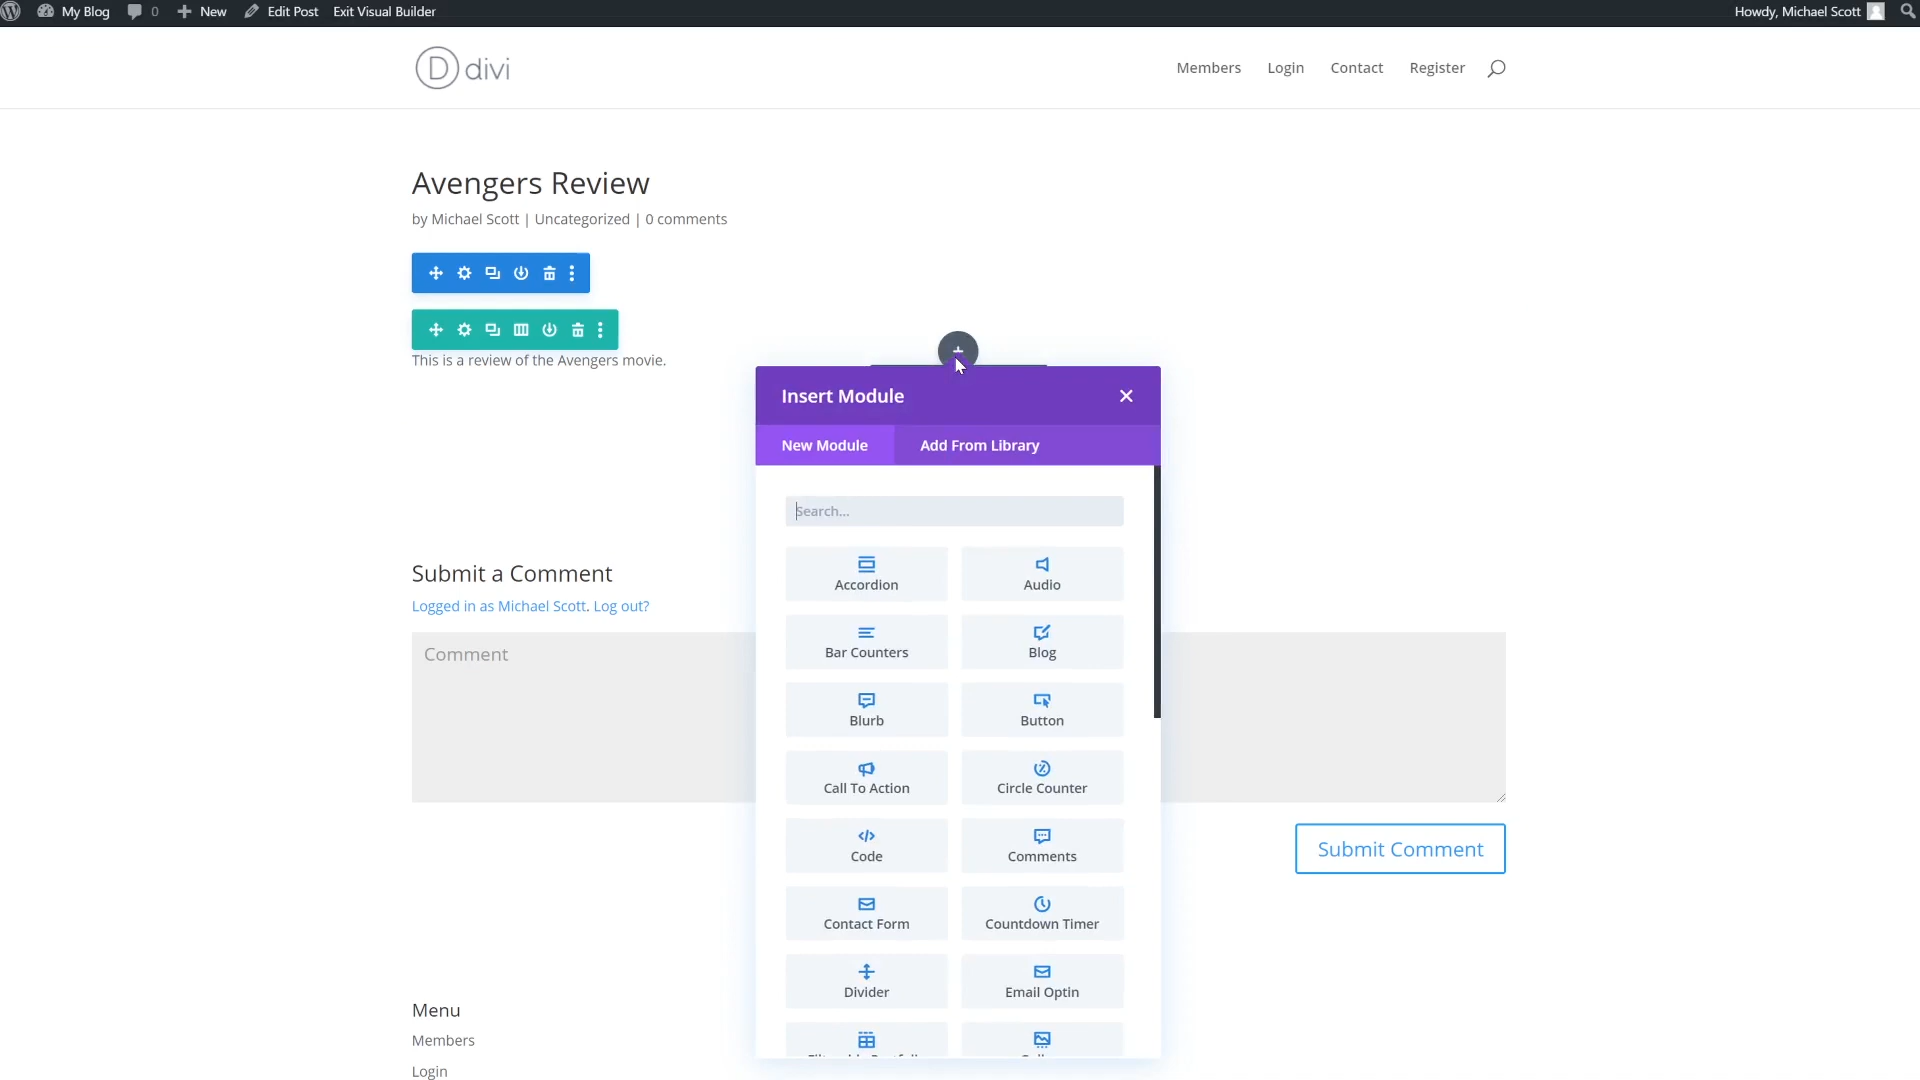 My Blog 0 New Edit Post Exit Visual Builder Howdy, Michael Scott
D divi
Members Login Contact Register
Avengers Review
by Michael Scott | Uncategorized | 0 comments
This is a review of the Avengers movie.
Insert Module
New Module Add From Library
Search...
Accordion Audio
Bar Counters Blog
Blurb Button
Call To Action Circle Counter
Code Comments
Contact Form Countdown Timer
Divider Email Optin
Submit a Comment
Logged in as Michael Scott. Log out?
Comment
Submit Comment
Menu
Members
Login